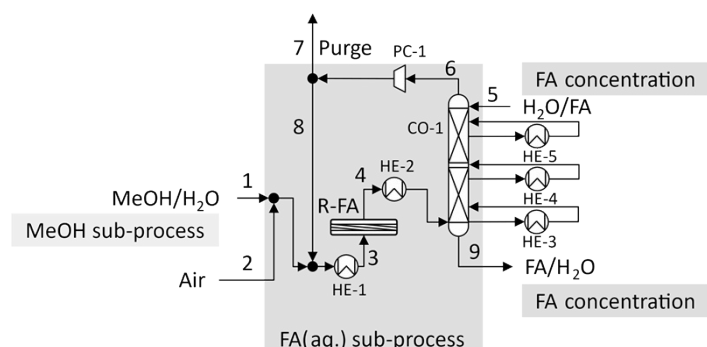 7 Purge
PC-1
6
FA concentration
5
H₂O/FA
8
CO-1
HE-5
HE-2
4
MeOH/H₂O
1
R-FA
HE-4
MeOH sub-process
HE-3
2
Air
3
HE-1
9
FA/H₂O
FA concentration
FA(aq.) sub-process